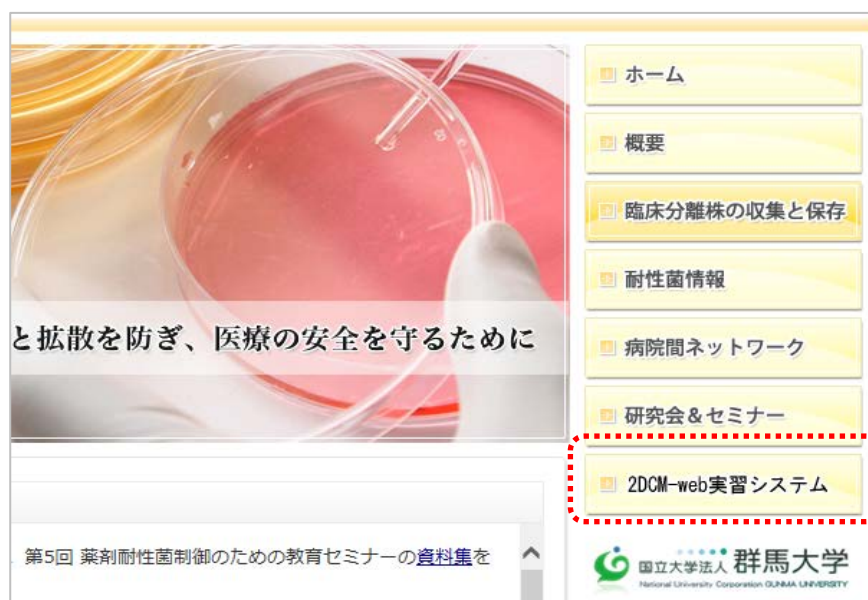 ホーム
概要
臨床分離株の収集と保存
耐性菌情報
病院間ネットワーク
研究会&セミナー
2DCM-web実習システム
と拡散を防ぎ、医療の安全を守るために
第5回 薬剤耐性菌制御のための教育セミナーの資料集を
国立大学法人 群馬大学
National University Corporation GUNMA UNIVERSITY